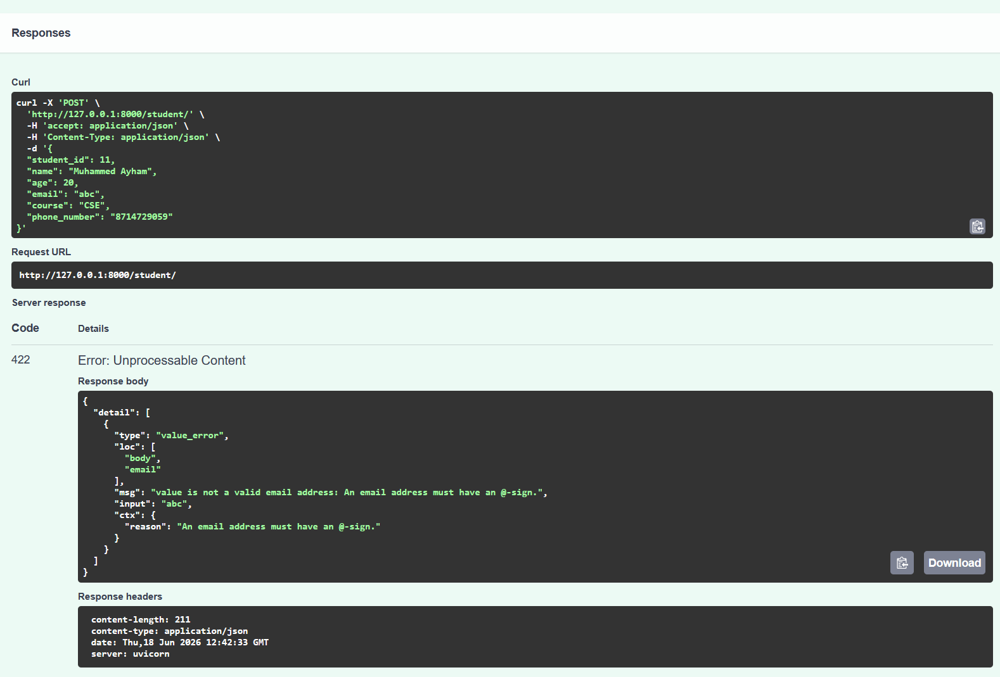 Responses
Curl
curl -X 'POST' \
  'http://127.0.0.1:8000/student/' \
  -H 'accept: application/json' \
  -H 'Content-Type: application/json' \
  -d '{
  "student_id": 11,
  "name": "Muhammed Ayham",
  "age": 20,
  "email": "abc",
  "course": "CSE",
  "phone_number": "8714729059"
}'
Request URL
http://127.0.0.1:8000/student/
Server response
Code Details
422 Error: Unprocessable Content
Response body
{
  "detail": [
    {
      "type": "value_error",
      "loc": [
        "body",
        "email"
      ],
      "msg": "value is not a valid email address: An email address must have an @-sign.",
      "input": "abc",
      "ctx": {
        "reason": "An email address must have an @-sign."
      }
    }
  ]
}
Download
Response headers
content-length: 211
content-type: application/json
date: Thu,18 Jun 2026 12:42:33 GMT
server: uvicorn